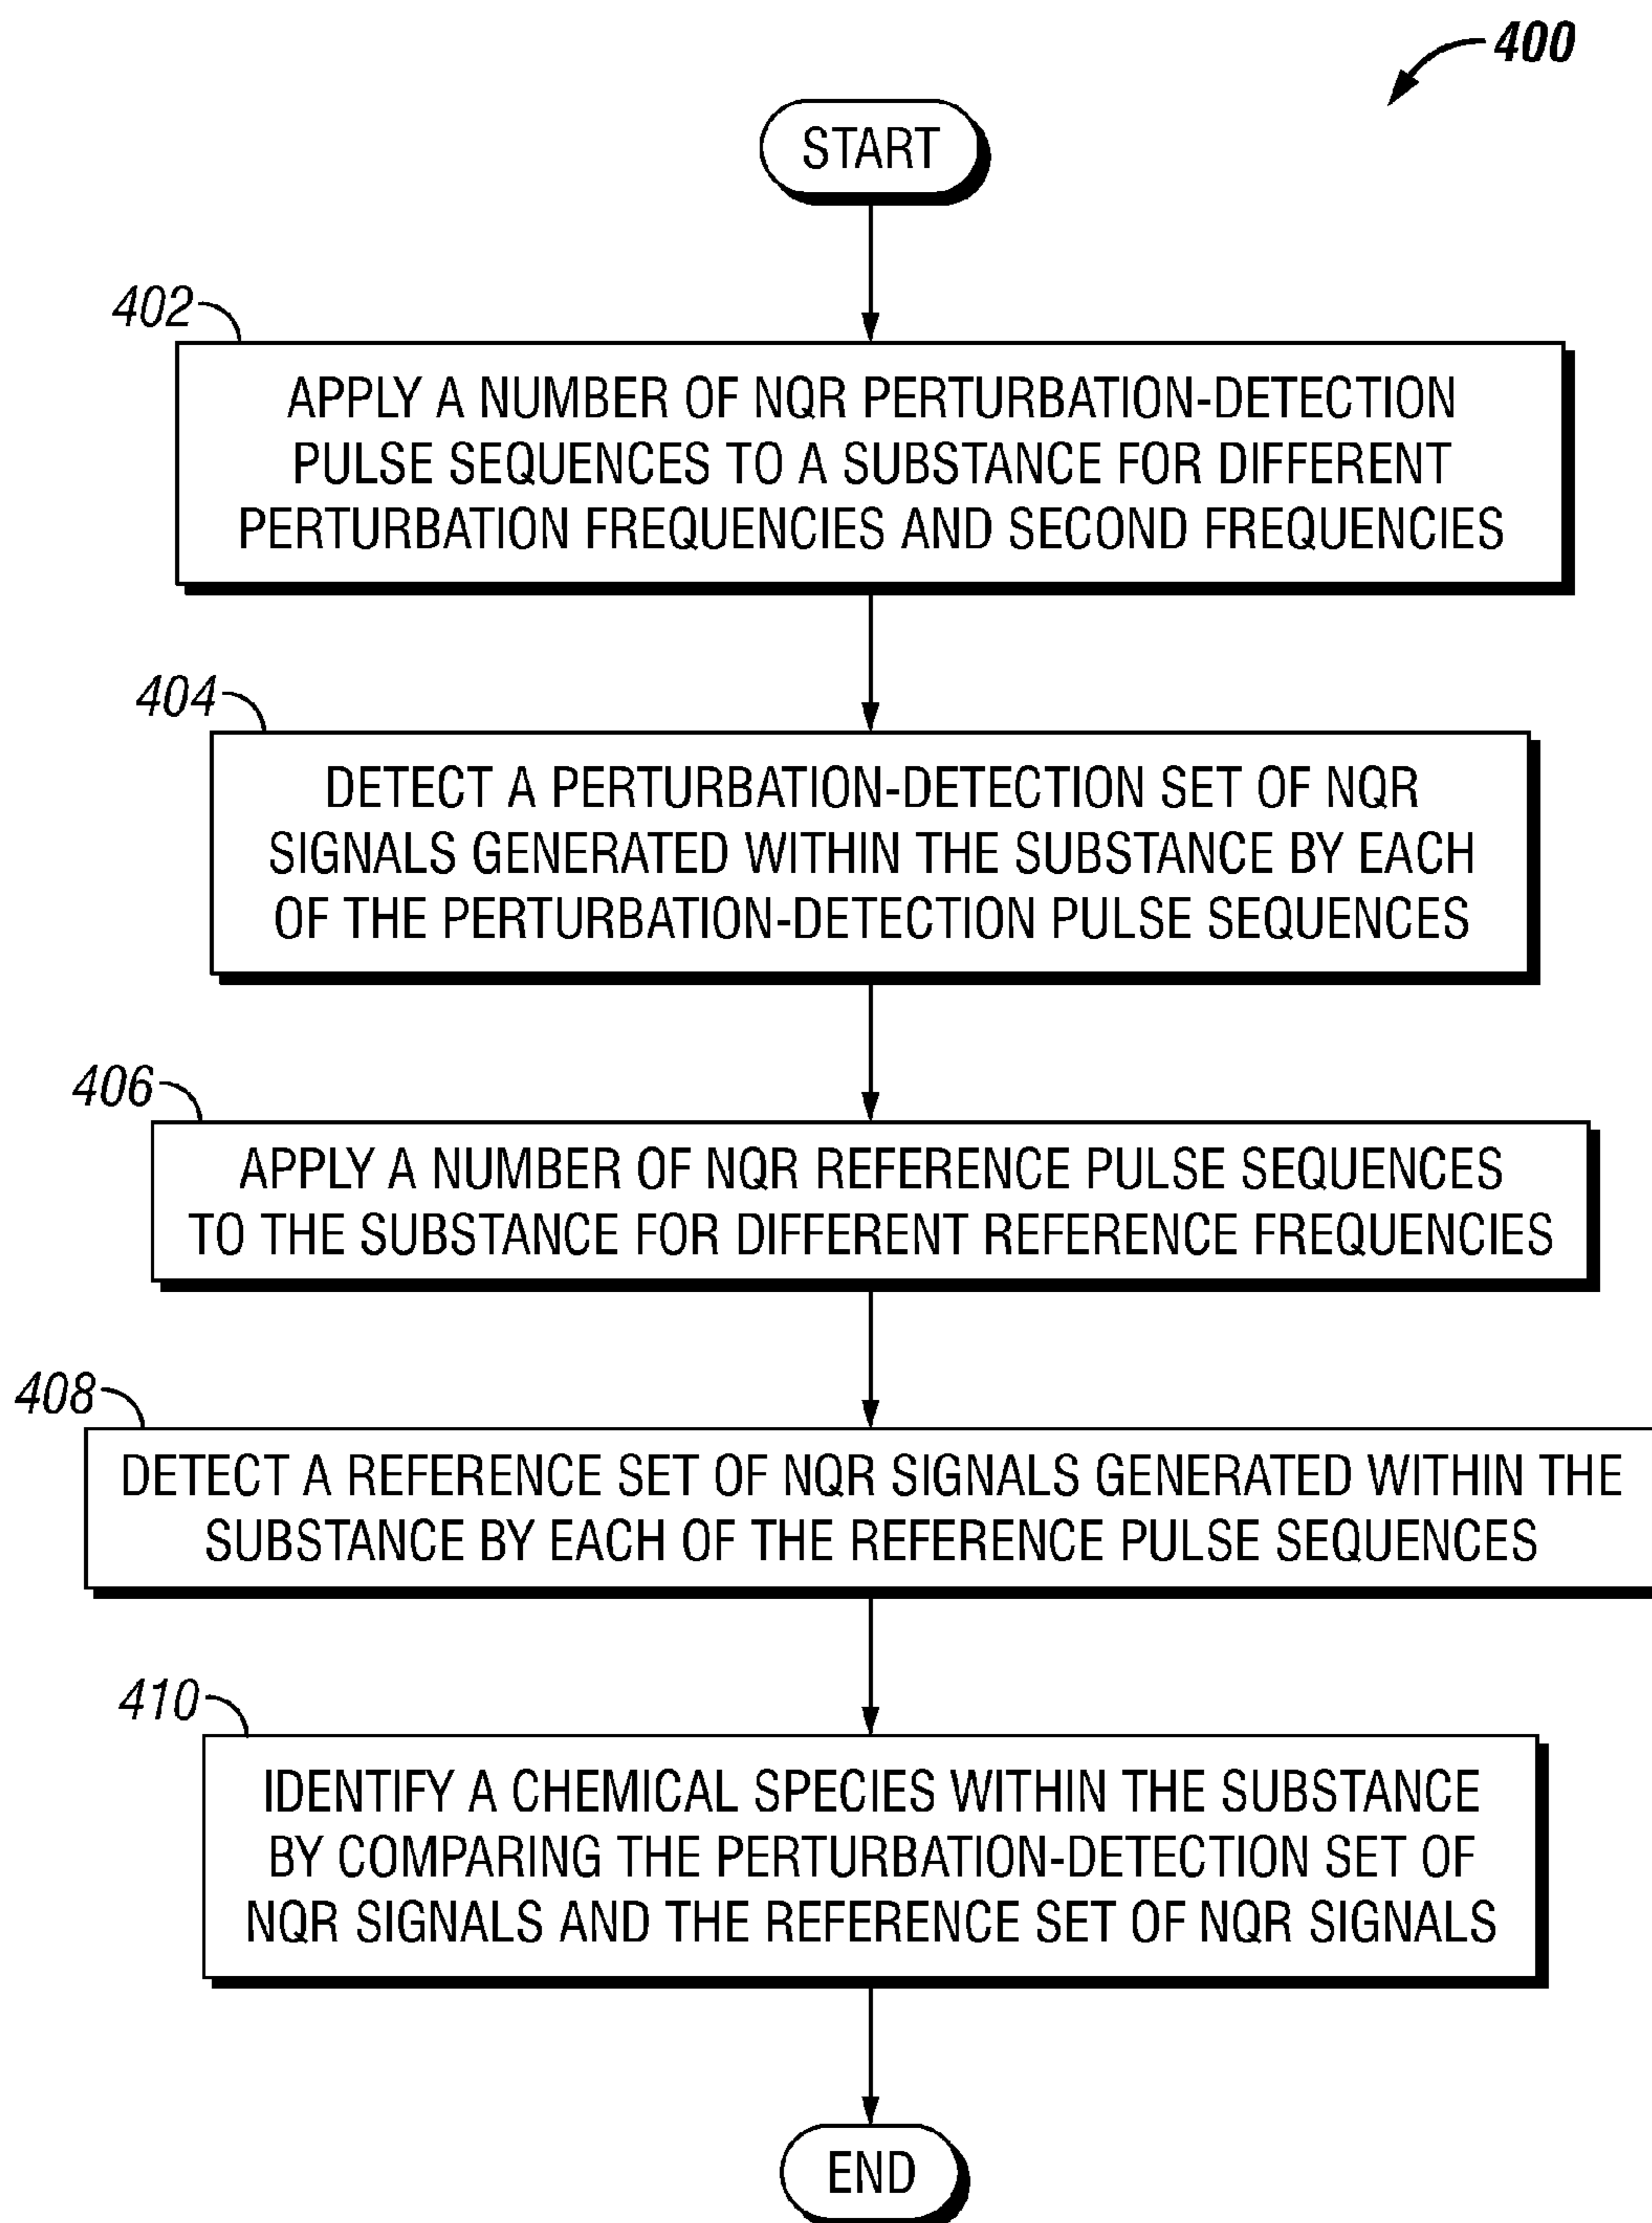 400
START
402
APPLY A NUMBER OF NQR PERTURBATION-DETECTION
PULSE SEQUENCES TO A SUBSTANCE FOR DIFFERENT
PERTURBATION FREQUENCIES AND SECOND FREQUENCIES
404
DETECT A PERTURBATION-DETECTION SET OF NQR
SIGNALS GENERATED WITHIN THE SUBSTANCE BY EACH
OF THE PERTURBATION-DETECTION PULSE SEQUENCES
406
APPLY A NUMBER OF NQR REFERENCE PULSE SEQUENCES
TO THE SUBSTANCE FOR DIFFERENT REFERENCE FREQUENCIES
408
DETECT A REFERENCE SET OF NQR SIGNALS GENERATED WITHIN THE
SUBSTANCE BY EACH OF THE REFERENCE PULSE SEQUENCES
410
IDENTIFY A CHEMICAL SPECIES WITHIN THE SUBSTANCE
BY COMPARING THE PERTURBATION-DETECTION SET OF
NQR SIGNALS AND THE REFERENCE SET OF NQR SIGNALS
END